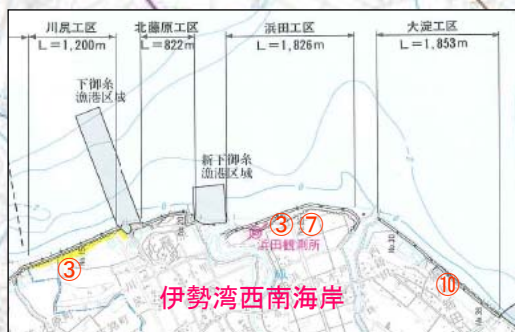 川尻工区 北藤原工区 浜田工区 大淀工区
L=1,200m L=822m L=1,826m L=1,853m
下御糸
漁港区域
新下御糸
漁港区域
③ ⑦
浜田観測所
③
⑩
伊勢湾西南海岸